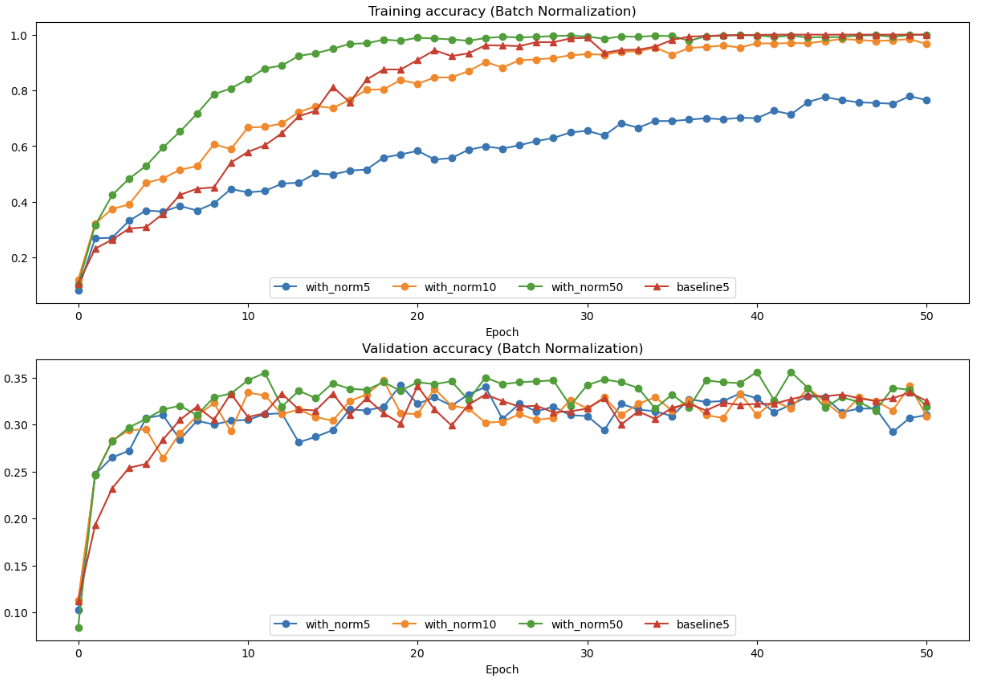 Training accuracy (Batch Normalization)
1.0
0.8
0.6
0.4
0.2
with_norm5 with_norm10 with_norm50 baseline5
0 10 20 30 40 50
Epoch
Validation accuracy (Batch Normalization)
0.35
0.30
0.25
0.20
0.15
0.10
with_norm5 with_norm10 with_norm50 baseline5
0 10 20 30 40 50
Epoch